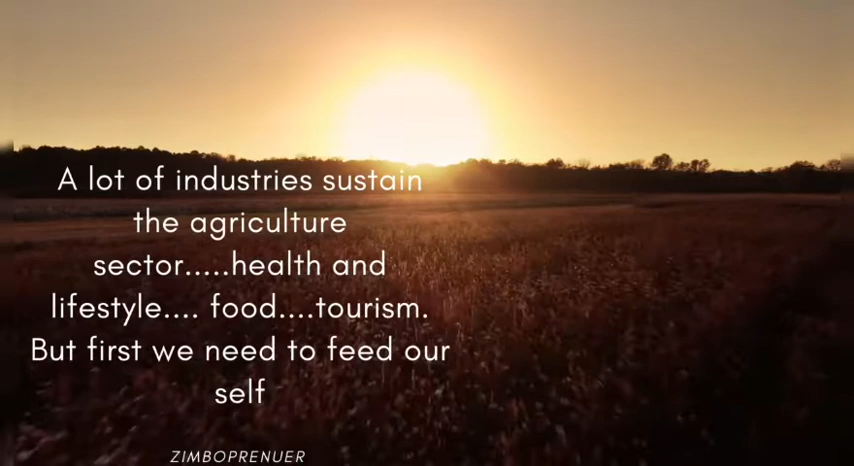 A lot of industries sustain
the agriculture
sector.....health and
lifestyle.... food....tourism.
But first we need to feed our
self
ZIMBOPRENUER